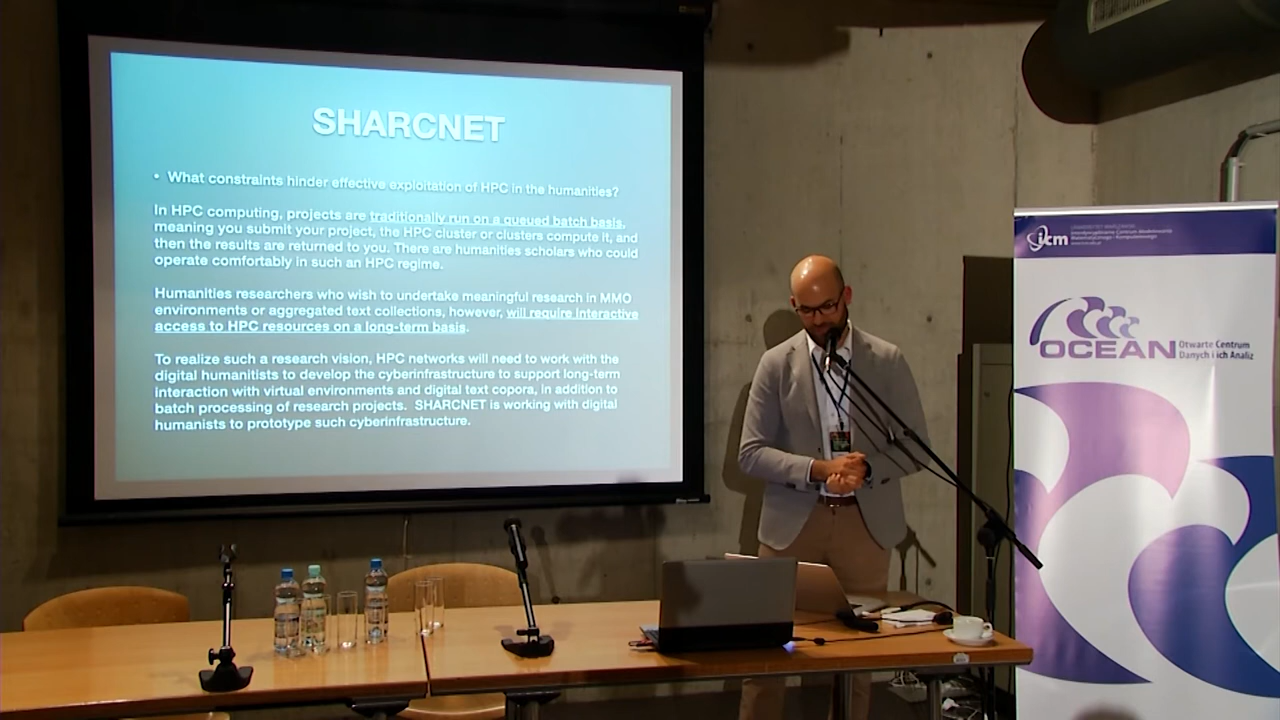 SHARCNET
• What constraints hinder effective exploitation of HPC in the humanities?
In HPC computing, projects are traditionally run on a queued batch basis,
meaning you submit your project, the HPC cluster or clusters compute it, and
then the results are returned to you. There are humanities scholars who could
operate comfortably in such an HPC regime.
Humanities researchers who wish to undertake meaningful research in MMO
environments or aggregated text collections, however, will require interactive
access to HPC resources on a long-term basis.
To realize such a research vision, HPC networks will need to work with the
digital humanitists to develop the cyberinfrastructure to support long-term
interaction with virtual environments and digital text copora, in addition to
batch processing of research projects. SHARCNET is working with digital
humanists to prototype such cyberinfrastructure.
icm
OCEAN
Otwarte Centrum
Danych i ich Analiz